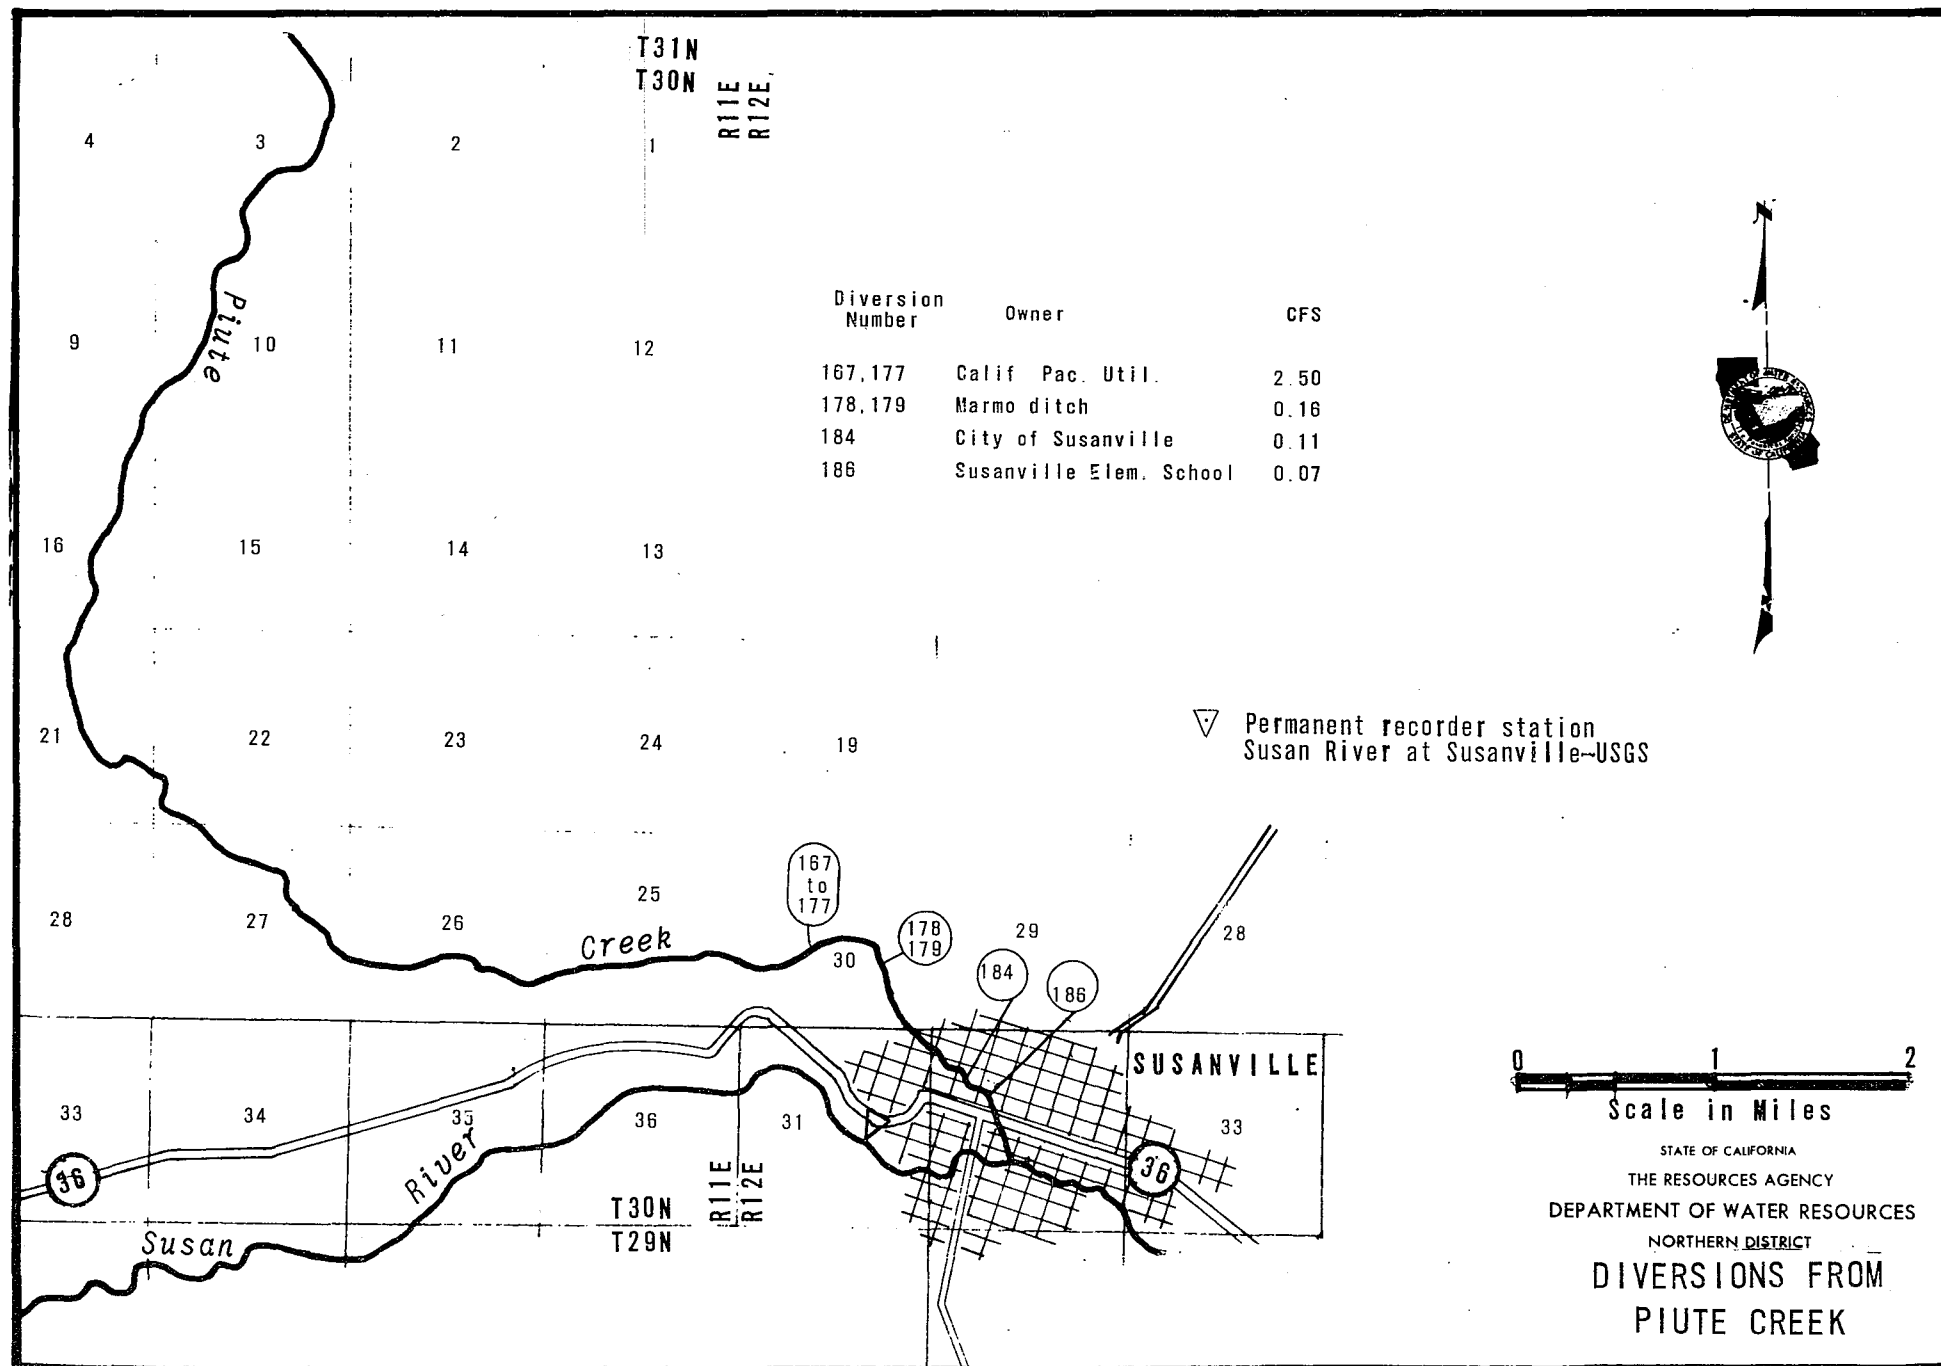 T31N
T30N
R11E
R12E
4
3
2
1
Piute
9
10
11
12
Diversion Number Owner CFS
167,177 Calif Pac. Util. 2.50
178,179 Marmo ditch 0.16
184 City of Susanville 0.11
186 Susanville Elem. School 0.07
N
STATE OF CALIFORNIA
16
15
14
13
21
22
23
24
19
Permanent recorder station
Susan River at Susanville~USGS
167
to
177
28
27
26
25
Creek
30
178
179
29
28
184
186
SUSANVILLE
33
34
35
36
31
33
36
36
River
Susan
T30N
T29N
R11E
R12E
0 1 2
Scale in Miles
STATE OF CALIFORNIA
THE RESOURCES AGENCY
DEPARTMENT OF WATER RESOURCES
NORTHERN DISTRICT
DIVERSIONS FROM
PIUTE CREEK